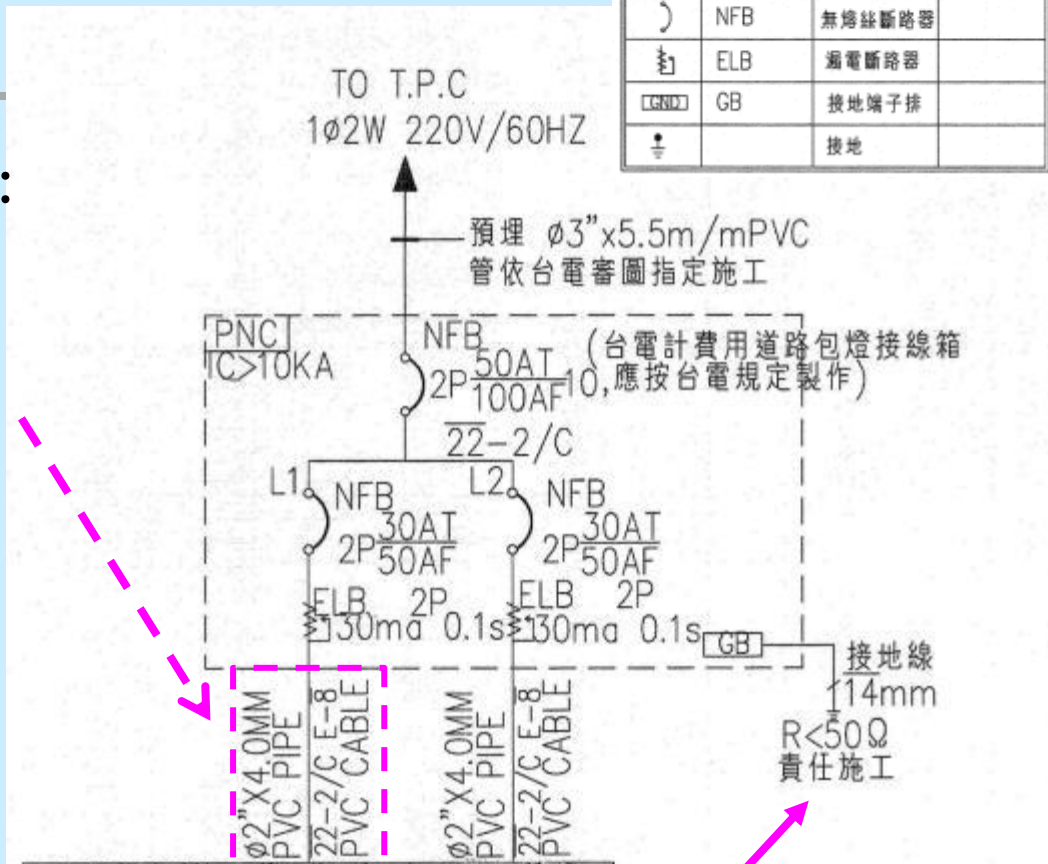 NFB 無熔絲斷路器
ELB 漏電斷路器
GND GB 接地端子排
接地
TO T.P.C
1ø2W 220V/60HZ
:
預埋 ø3"x5.5m/mPVC
管依台電審圖指定施工
PNC
IC>10KA
NFB
2P 50AT
100AF 10
(台電計費用道路包燈接線箱
,應按台電規定製作)
22-2/C
L1
NFB
2P 30AT
50AF
L2
NFB
2P 30AT
50AF
ELB 2P
30ma 0.1s
ELB 2P
30ma 0.1s
GB
接地線
14mm
R<50Ω
責任施工
ø2"X4.0MM
PVC PIPE
22-2/C E-8
PVC CABLE
ø2"X4.0MM
PVC PIPE
22-2/C E-8
PVC CABLE